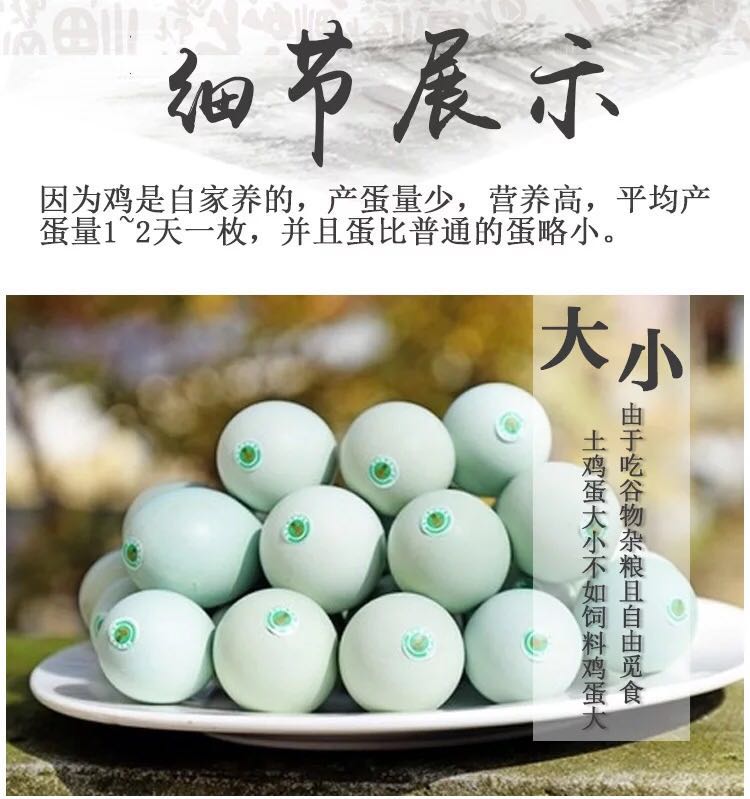 细节展示
因为鸡是自家养的，产蛋量少，营养高，平均产
蛋量1~2天一枚，并且蛋比普通的蛋略小。
大小
由于吃谷物杂粮且自由觅食
土鸡蛋大小不如饲料鸡蛋大